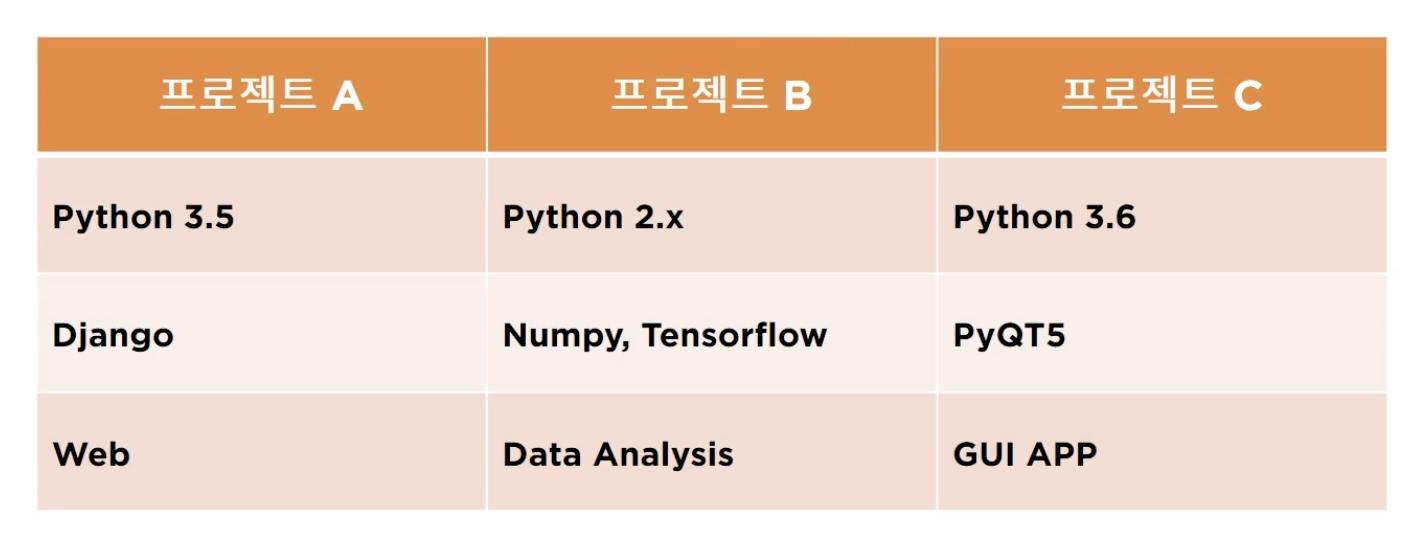 프로젝트 A 프로젝트 B 프로젝트 C
Python 3.5 Python 2.x Python 3.6
Django Numpy, Tensorflow PyQT5
Web Data Analysis GUI APP